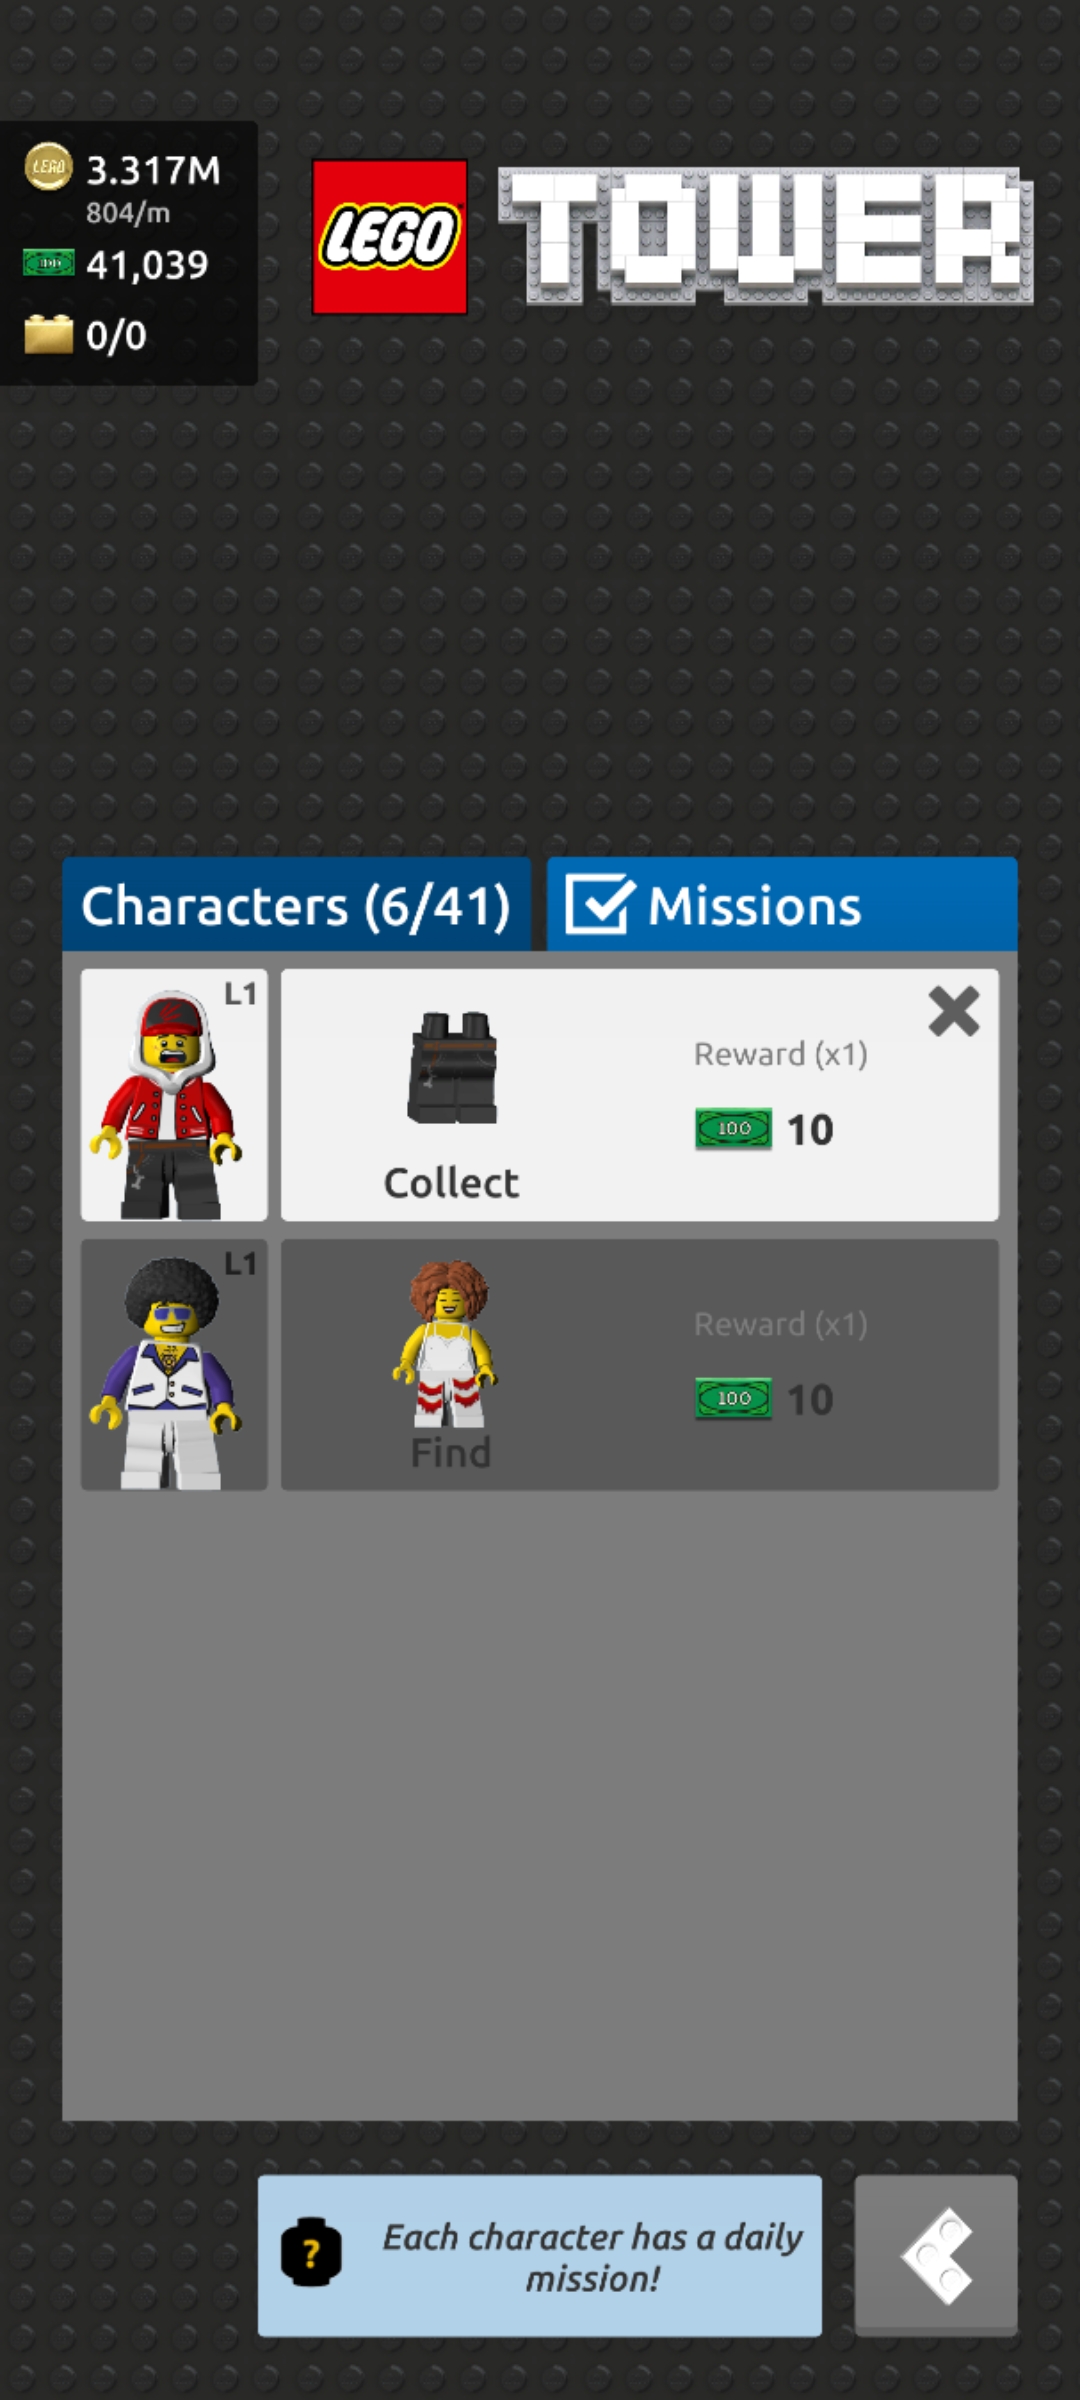 LEGO
3.317M
804/m
41,039
0/0
LEGO
TOWER
Characters (6/41)
Missions
L1
Reward (x1)
100
10
Collect
L1
Reward (x1)
100
10
Find
?
Each character has a daily
mission!